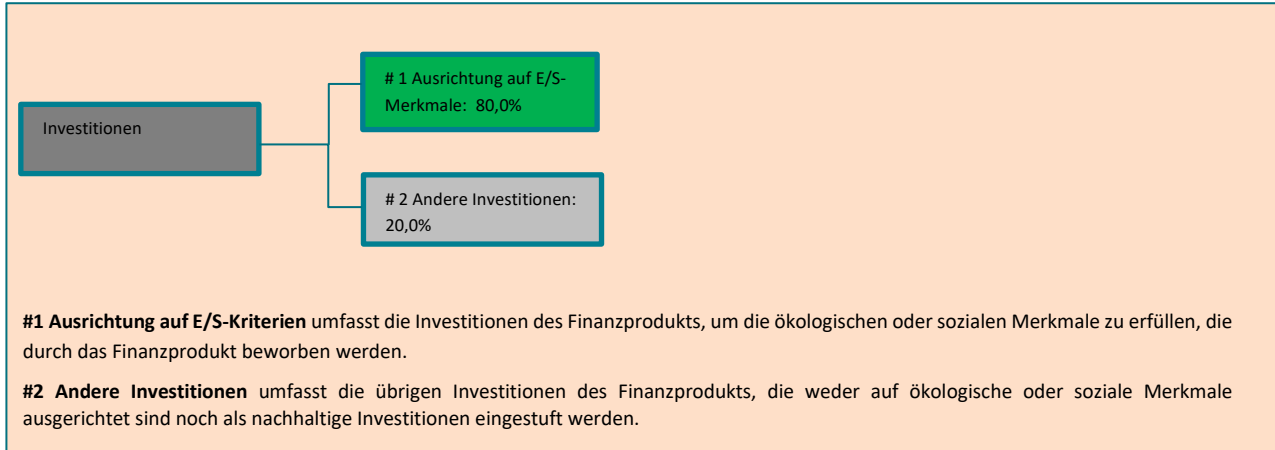 # 1 Ausrichtung auf E/S-
Merkmale: 80,0%
Investitionen
# 2 Andere Investitionen:
20,0%
#1 Ausrichtung auf E/S-Kriterien umfasst die Investitionen des Finanzprodukts, um die ökologischen oder sozialen Merkmale zu erfüllen, die
durch das Finanzprodukt beworben werden.
#2 Andere Investitionen umfasst die übrigen Investitionen des Finanzprodukts, die weder auf ökologische oder soziale Merkmale
ausgerichtet sind noch als nachhaltige Investitionen eingestuft werden.